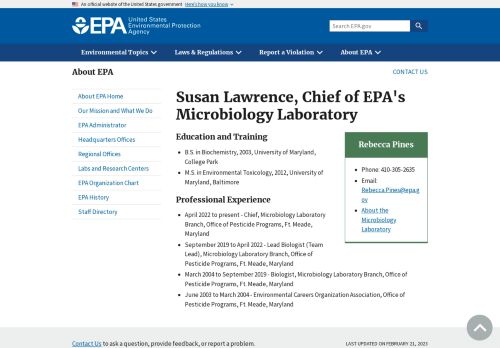 An official website of the United States government Here's how you know
EPA United States
Environmental Protection
Agency
Search EPA.gov
Environmental Topics Laws & Regulations Report a Violation About EPA
About EPA
CONTACT US
About EPA Home
Our Mission and What We Do
EPA Administrator
Headquarters Offices
Regional Offices
Labs and Research Centers
EPA Organization Chart
EPA History
Staff Directory
Susan Lawrence, Chief of EPA's
Microbiology Laboratory
Education and Training
B.S. in Biochemistry, 2003, University of Maryland,
College Park
M.S. in Environmental Toxicology, 2012, University of
Maryland, Baltimore
Professional Experience
April 2022 to present - Chief, Microbiology Laboratory
Branch, Office of Pesticide Programs, Ft. Meade,
Maryland
September 2019 to April 2022 - Lead Biologist (Team
Lead), Microbiology Laboratory Branch, Office of
Pesticide Programs, Ft. Meade, Maryland
March 2004 to September 2019 - Biologist, Microbiology Laboratory Branch, Office of
Pesticide Programs, Ft. Meade, Maryland
June 2003 to March 2004 - Environmental Careers Organization Association, Office of
Pesticide Programs, Ft. Meade, Maryland
Rebecca Pines
Phone: 410-305-2635
Email:
Rebecca.Pines@epa.g
ov
About the
Microbiology
Laboratory
Contact Us to ask a question, provide feedback, or report a problem.
LAST UPDATED ON FEBRUARY 21, 2023